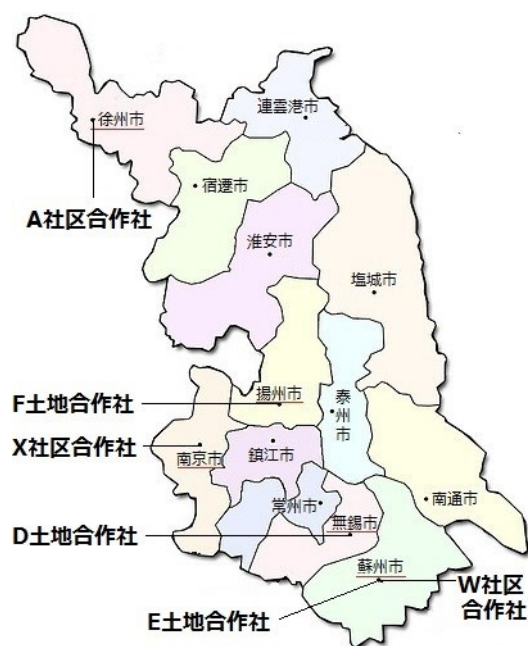 連雲港市
徐州市
宿遷市
A社区合作社
淮安市
塩城市
F土地合作社
揚州市
泰州市
X社区合作社
南京市
鎮江市
常州市
南通市
D土地合作社
無錫市
蘇州市
W社区
合作社
E土地合作社